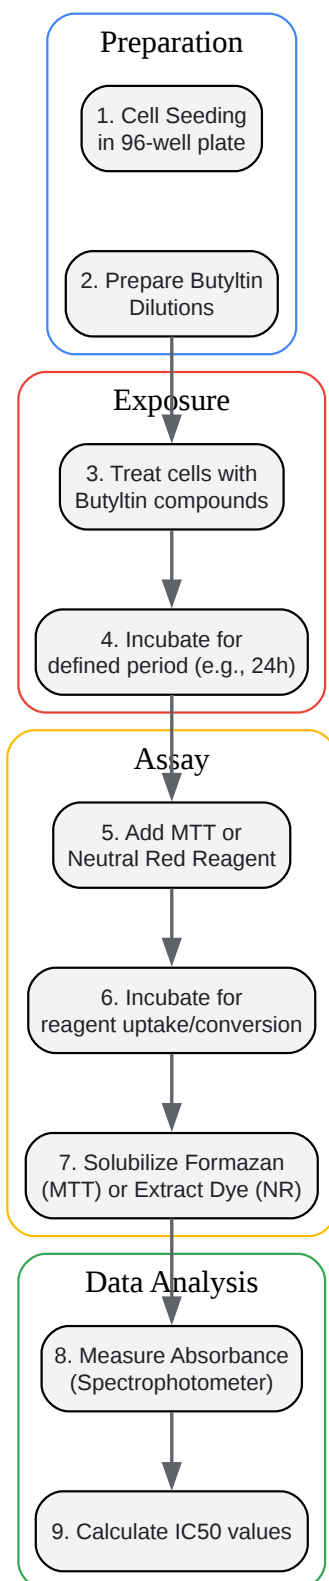 Preparation
1. Cell Seeding
in 96-well plate
2. Prepare Butyltin
Dilutions
Exposure
3. Treat cells with
Butyltin compounds
4. Incubate for
defined period (e.g., 24h)
Assay
5. Add MTT or
Neutral Red Reagent
6. Incubate for
reagent uptake/conversion
7. Solubilize Formazan
(MTT) or Extract Dye (NR)
Data Analysis
8. Measure Absorbance
(Spectrophotometer)
9. Calculate IC50 values